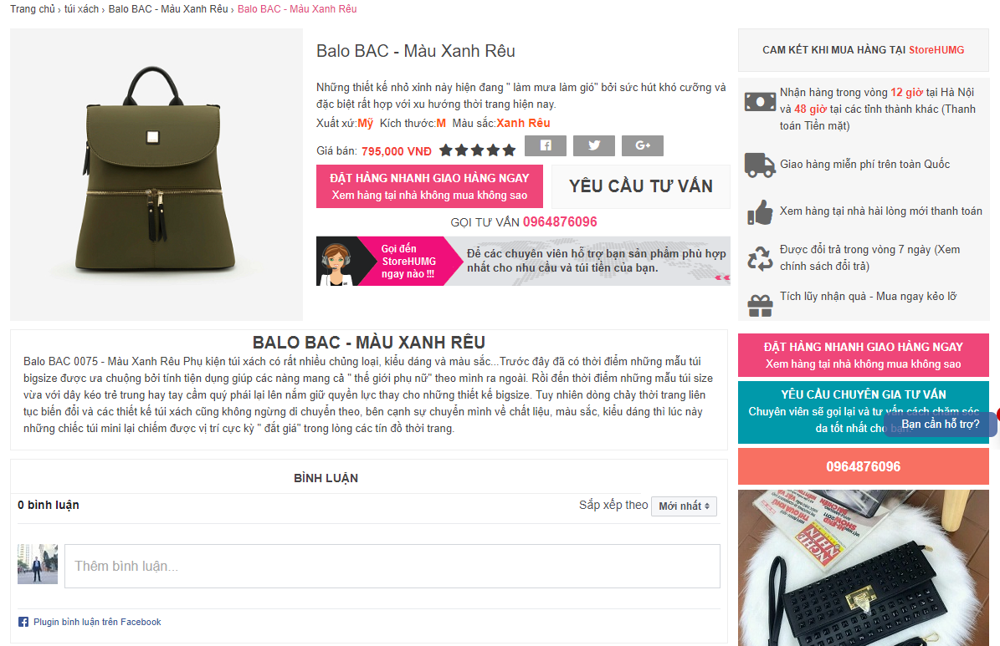 Trang chủ › túi xách › Balo BAC - Màu Xanh Rêu › Balo BAC - Màu Xanh Rêu
Balo BAC - Màu Xanh Rêu
Những thiết kế nhỏ xinh này hiện đang " làm mưa làm gió" bởi sức hút khó cưỡng và
đặc biệt rất hợp với xu hướng thời trang hiện nay.
Xuất xứ:Mỹ Kích thước:M Màu sắc:Xanh Rêu
Giá bán: 795,000 VNĐ
G+
ĐẶT HÀNG NHANH GIAO HÀNG NGAY
Xem hàng tại nhà không mua không sao
YÊU CẦU TƯ VẤN
GỌI TƯ VẤN 0964876096
Gọi đến
StoreHUMG
ngay nào !!!
Để các chuyên viên hỗ trợ bạn sản phẩm phù hợp
nhất cho nhu cầu và túi tiền của bạn.
CAM KẾT KHI MUA HÀNG TẠI StoreHUMG
Nhận hàng trong vòng 12 giờ tại Hà Nội
và 48 giờ tại các tỉnh thành khác (Thanh
toán Tiền mặt)
Giao hàng miễn phí trên toàn Quốc
Xem hàng tại nhà hài lòng mới thanh toán
Được đổi trả trong vòng 7 ngày (Xem
chính sách đổi trả)
Tích lũy nhận quà - Mua ngay kẻo lỡ
BALO BAC - MÀU XANH RÊU
Balo BAC 0075 - Màu Xanh Rêu Phụ kiện túi xách có rất nhiều chủng loại, kiểu dáng và màu sắc...Trước đây đã có thời điểm những mẫu túi
bigsize được ưa chuộng bởi tính tiện dụng giúp các nàng mang cả " thế giới phụ nữ" theo mình ra ngoài. Rồi đến thời điểm những mẫu túi size
vừa với dây kéo trẻ trung hay tay cầm quý phái lại lên nắm giữ quyền lực thay cho những thiết kế bigsize. Tuy nhiên dòng chảy thời trang liên
tục biến đổi và các thiết kế túi xách cũng không ngừng di chuyển theo, bên cạnh sự chuyển mình về chất liệu, màu sắc, kiểu dáng thì lúc này
những chiếc túi mini lại chiếm được vị trí cực kỳ " đắt giá" trong lòng các tín đồ thời trang.
BÌNH LUẬN
0 bình luận
Sắp xếp theo Mới nhất
Thêm bình luận...
Plugin bình luận trên Facebook
ĐẶT HÀNG NHANH GIAO HÀNG NGAY
Xem hàng tại nhà không mua không sao
YÊU CẦU CHUYÊN GIA TƯ VẤN
Chuyên viên sẽ gọi lại và tư vấn cách chăm sóc
da tốt nhất cho bạn
Bạn cần hỗ trợ?
0964876096
NGHE
NHIN